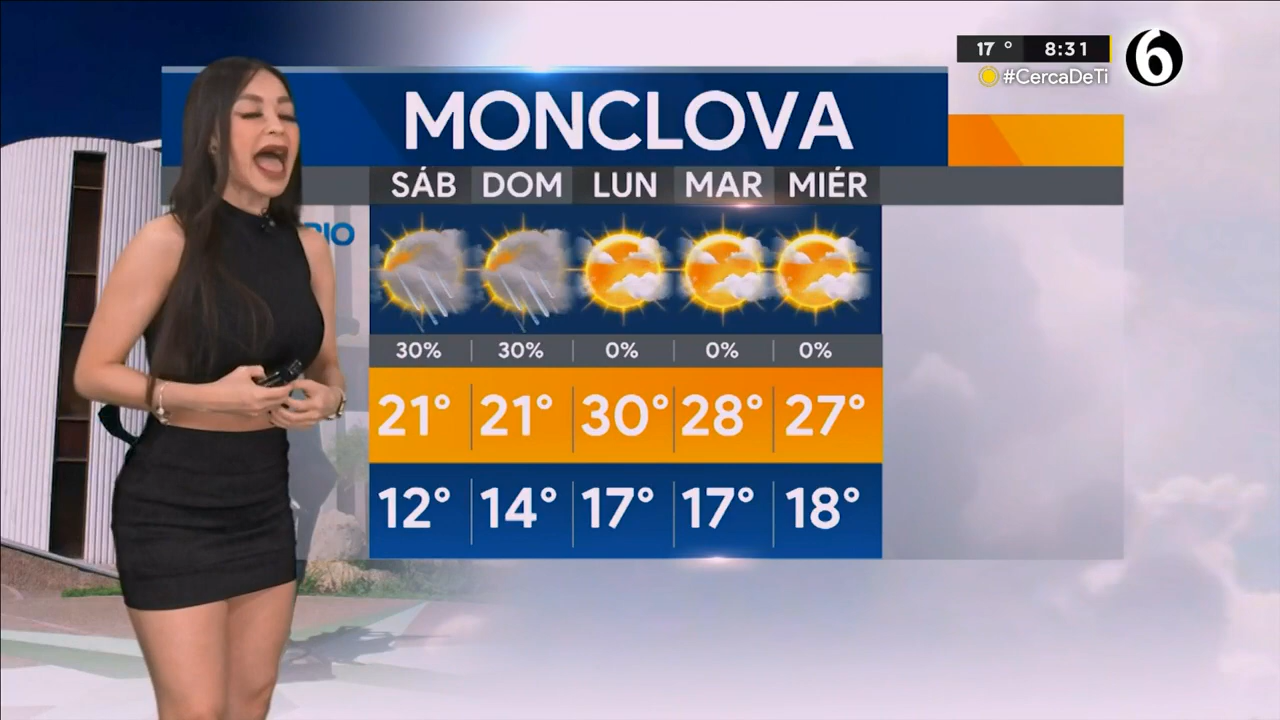 17 ° 8:31
6
#CercaDeTi
MONCLOVA
SÁB DOM LUN MAR MIÉR
30% 30% 0% 0% 0%
21° 21° 30° 28° 27°
12° 14° 17° 17° 18°